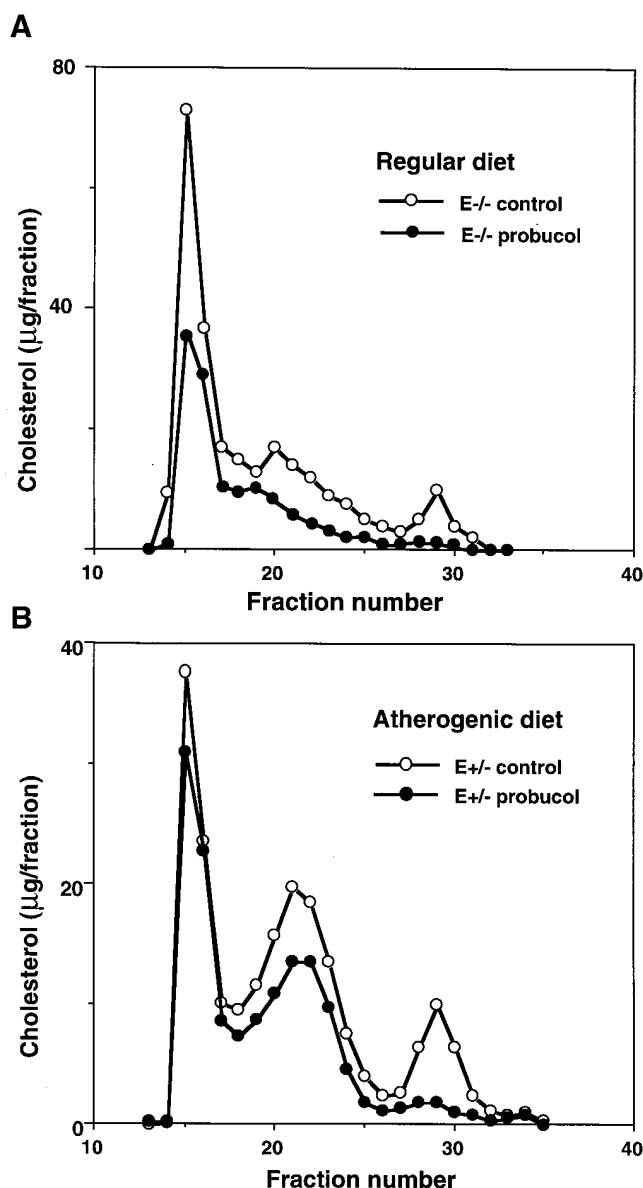 A
80
40
10
20
30
40
Cholesterol (μg/fraction)
Fraction number
Regular diet
E-/- control
E-/- probucol
B
40
20
0
10
20
30
40
Cholesterol (μg/fraction)
Fraction number
Atherogenic diet
E+/- control
E+/- probucol